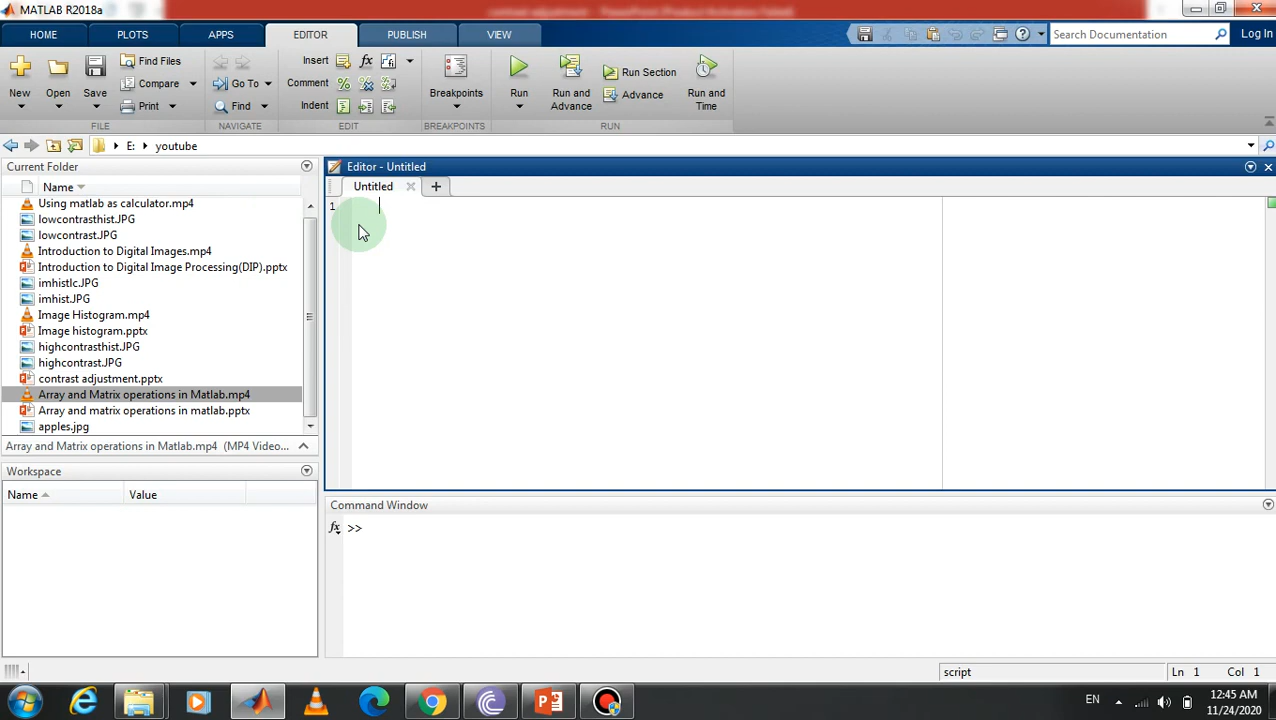 MATLAB R2018a
HOME PLOTS APPS EDITOR PUBLISH VIEW Search Documentation Log In
New Open Save Find Files Compare Print
FILE
Go To Find
NAVIGATE
Insert fx
Comment
Indent
EDIT
Breakpoints
BREAKPOINTS
Run Run and Advance Run Section Advance Run and Time
RUN
E: youtube
Current Folder
Name
Using matlab as calculator.mp4
lowcontrasthist.JPG
lowcontrast.JPG
Introduction to Digital Images.mp4
Introduction to Digital Image Processing(DIP).pptx
imhistlc.JPG
imhist.JPG
Image Histogram.mp4
Image histogram.pptx
highcontrasthist.JPG
highcontrast.JPG
contrast adjustment.pptx
Array and Matrix operations in Matlab.mp4
Array and matrix operations in matlab.pptx
apples.jpg
Array and Matrix operations in Matlab.mp4 (MP4 Video...
Workspace
Name Value
Editor - Untitled
Untitled
1
Command Window
fx >>
script Ln 1 Col 1
EN 12:45 AM
11/24/2020